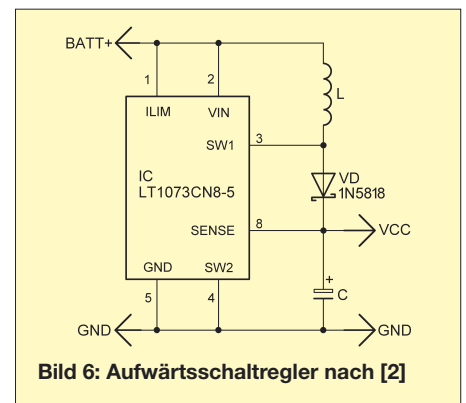 BATT+
1
2
L
ILIM
VIN
SW1
3
IC
LT1073CN8-5
VD
1N5818
SENSE
8
VCC
GND
SW2
+
C
5
4
GND
GND
Bild 6: Aufwärtsschaltregler nach [2]